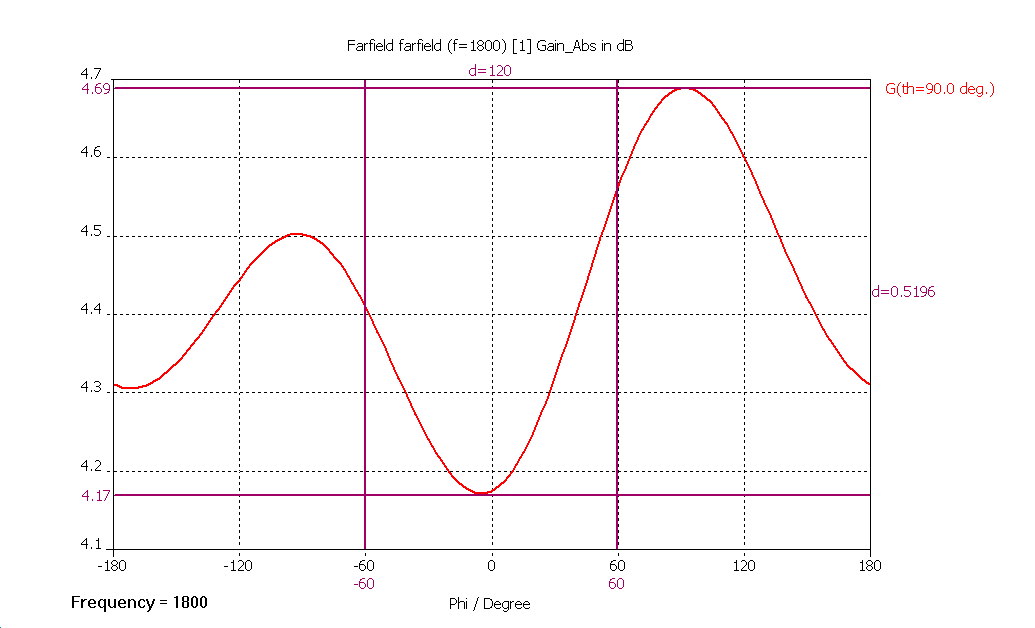 Farfield farfield (f=1800) [1] Gain_Abs in dB
d=120
4.7
4.69
G(th=90.0 deg.)
4.6
4.5
d=0.5196
4.4
4.3
4.2
4.17
4.1
-180 -120 -60 0 60 120 180
-60 60
Frequency = 1800
Phi / Degree